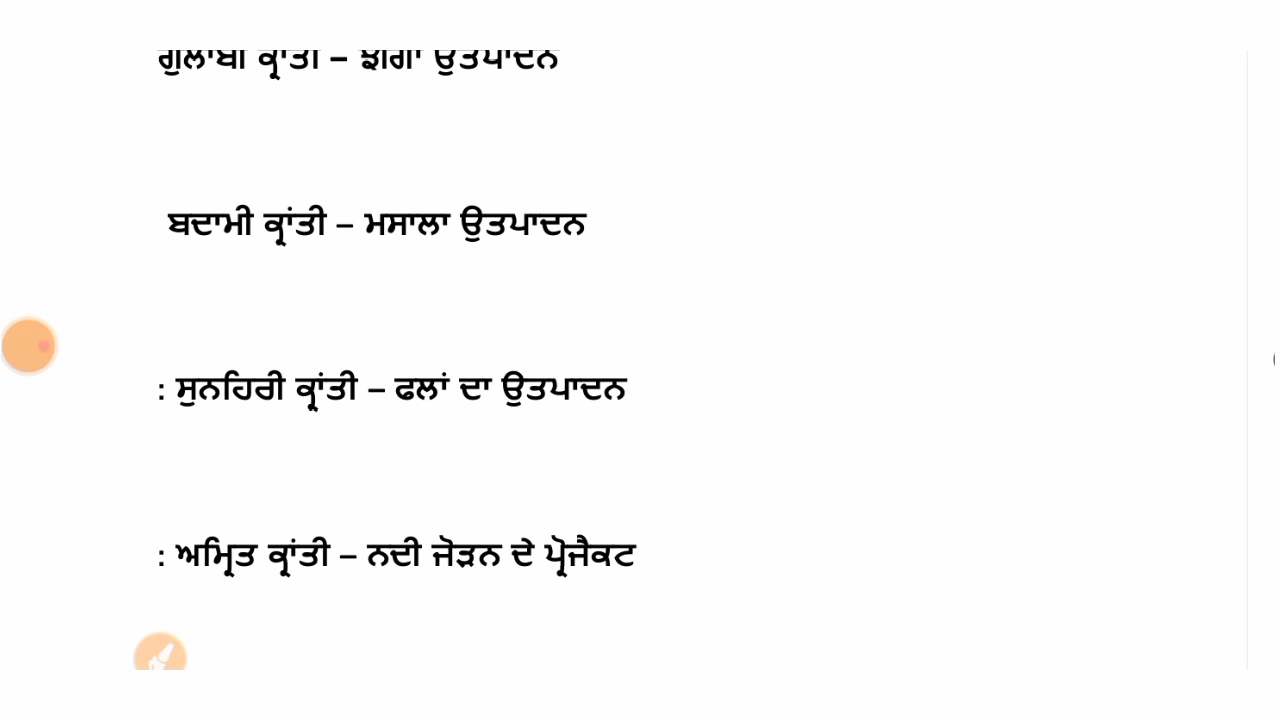 ਗੁਲਾਬੀ ਕ੍ਰਾਂਤੀ – ਝੀਂਗਾ ਉਤਪਾਦਨ
ਬਦਾਮੀ ਕ੍ਰਾਂਤੀ – ਮਸਾਲਾ ਉਤਪਾਦਨ
: ਸੁਨਹਿਰੀ ਕ੍ਰਾਂਤੀ – ਫਲਾਂ ਦਾ ਉਤਪਾਦਨ
: ਅਮ੍ਰਿਤ ਕ੍ਰਾਂਤੀ – ਨਦੀ ਜੋੜਨ ਦੇ ਪ੍ਰੋਜੈਕਟ